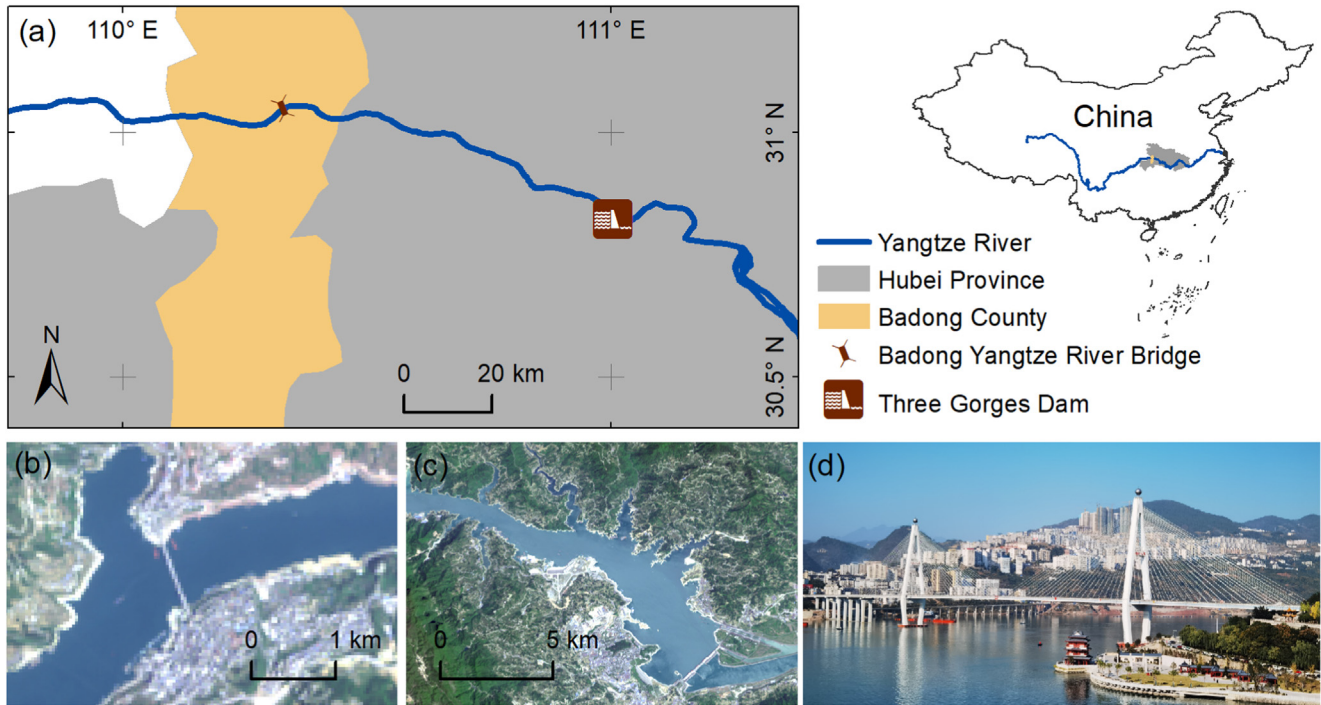 (a)
110° E
111° E
31° N
30.5° N
N
0 20 km
China
Yangtze River
Hubei Province
Badong County
Badong Yangtze River Bridge
Three Gorges Dam
(b)
0 1 km
(c)
0 5 km
(d)